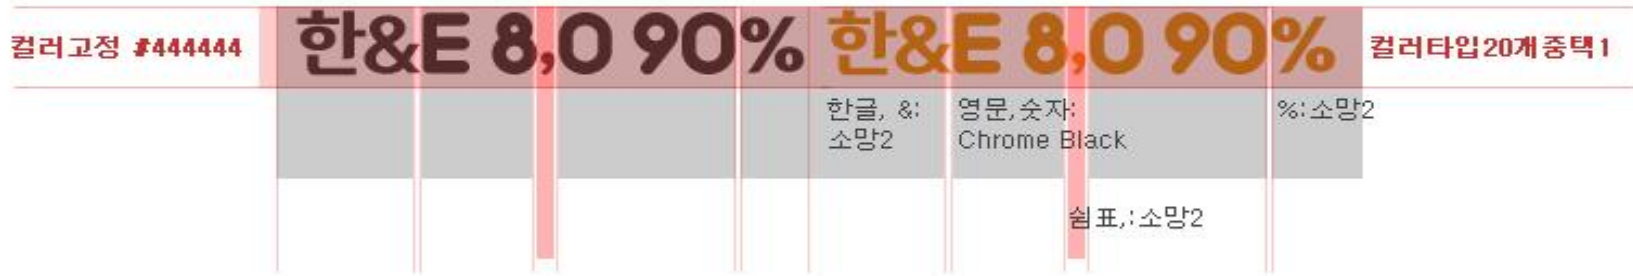 컬러고정 #444444
한&E 8,0 90% 한&E 8,0 90%
컬러타입20개중택1
한글, &:
소망2
영문,숫자:
Chrome Black
%:소망2
쉼표,:소망2